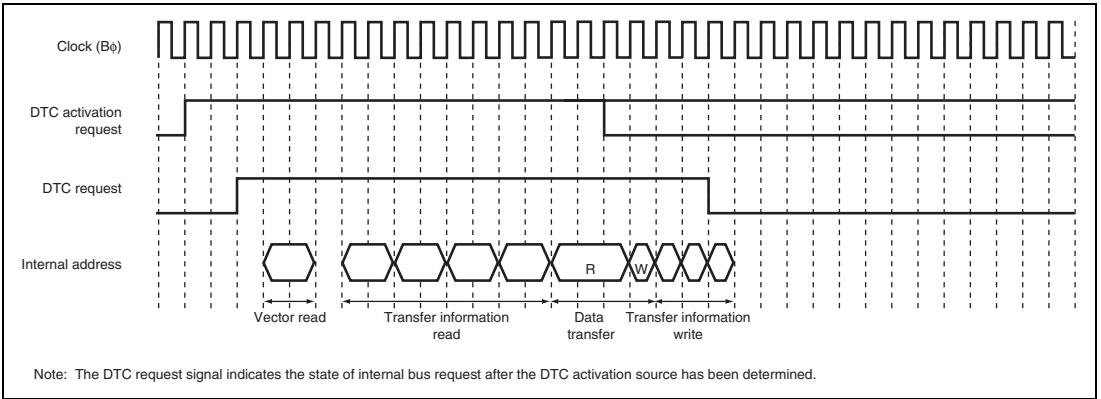 Clock (Bφ)
DTC activation
request
DTC request
Internal address
R
W
Vector read
Transfer information
read
Data
transfer
Transfer information
write
Note: The DTC request signal indicates the state of internal bus request after the DTC activation source has been determined.